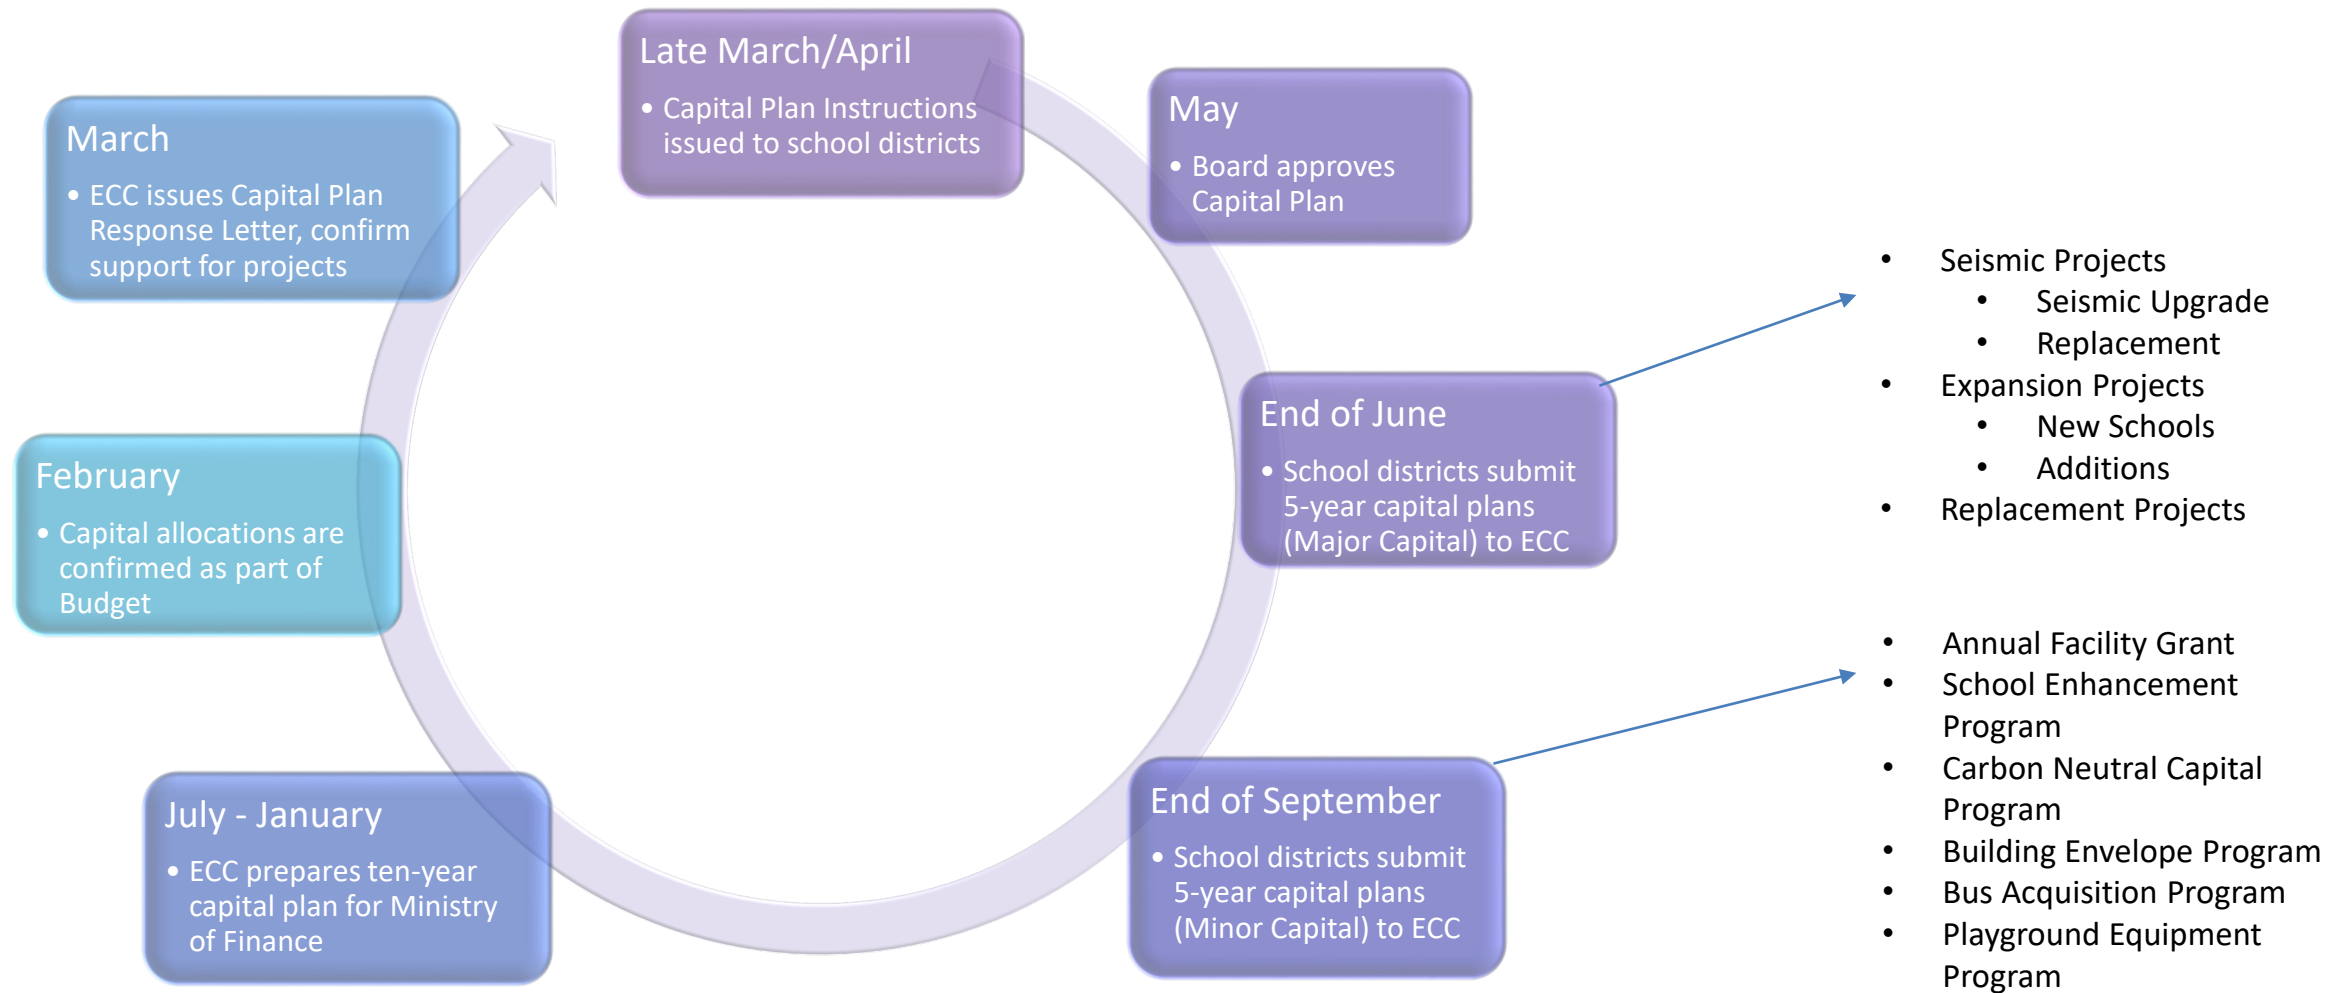 Late March/April
• Capital Plan Instructions
issued to school districts
May
• Board approves
Capital Plan
End of June
• School districts submit
5-year capital plans
(Major Capital) to ECC
• Seismic Projects
• Seismic Upgrade
• Replacement
• Expansion Projects
• New Schools
• Additions
• Replacement Projects
End of September
• School districts submit
5-year capital plans
(Minor Capital) to ECC
• Annual Facility Grant
• School Enhancement
Program
• Carbon Neutral Capital
Program
• Building Envelope Program
• Bus Acquisition Program
• Playground Equipment
Program
July - January
• ECC prepares ten-year
capital plan for Ministry
of Finance
February
• Capital allocations are
confirmed as part of
Budget
March
• ECC issues Capital Plan
Response Letter, confirm
support for projects